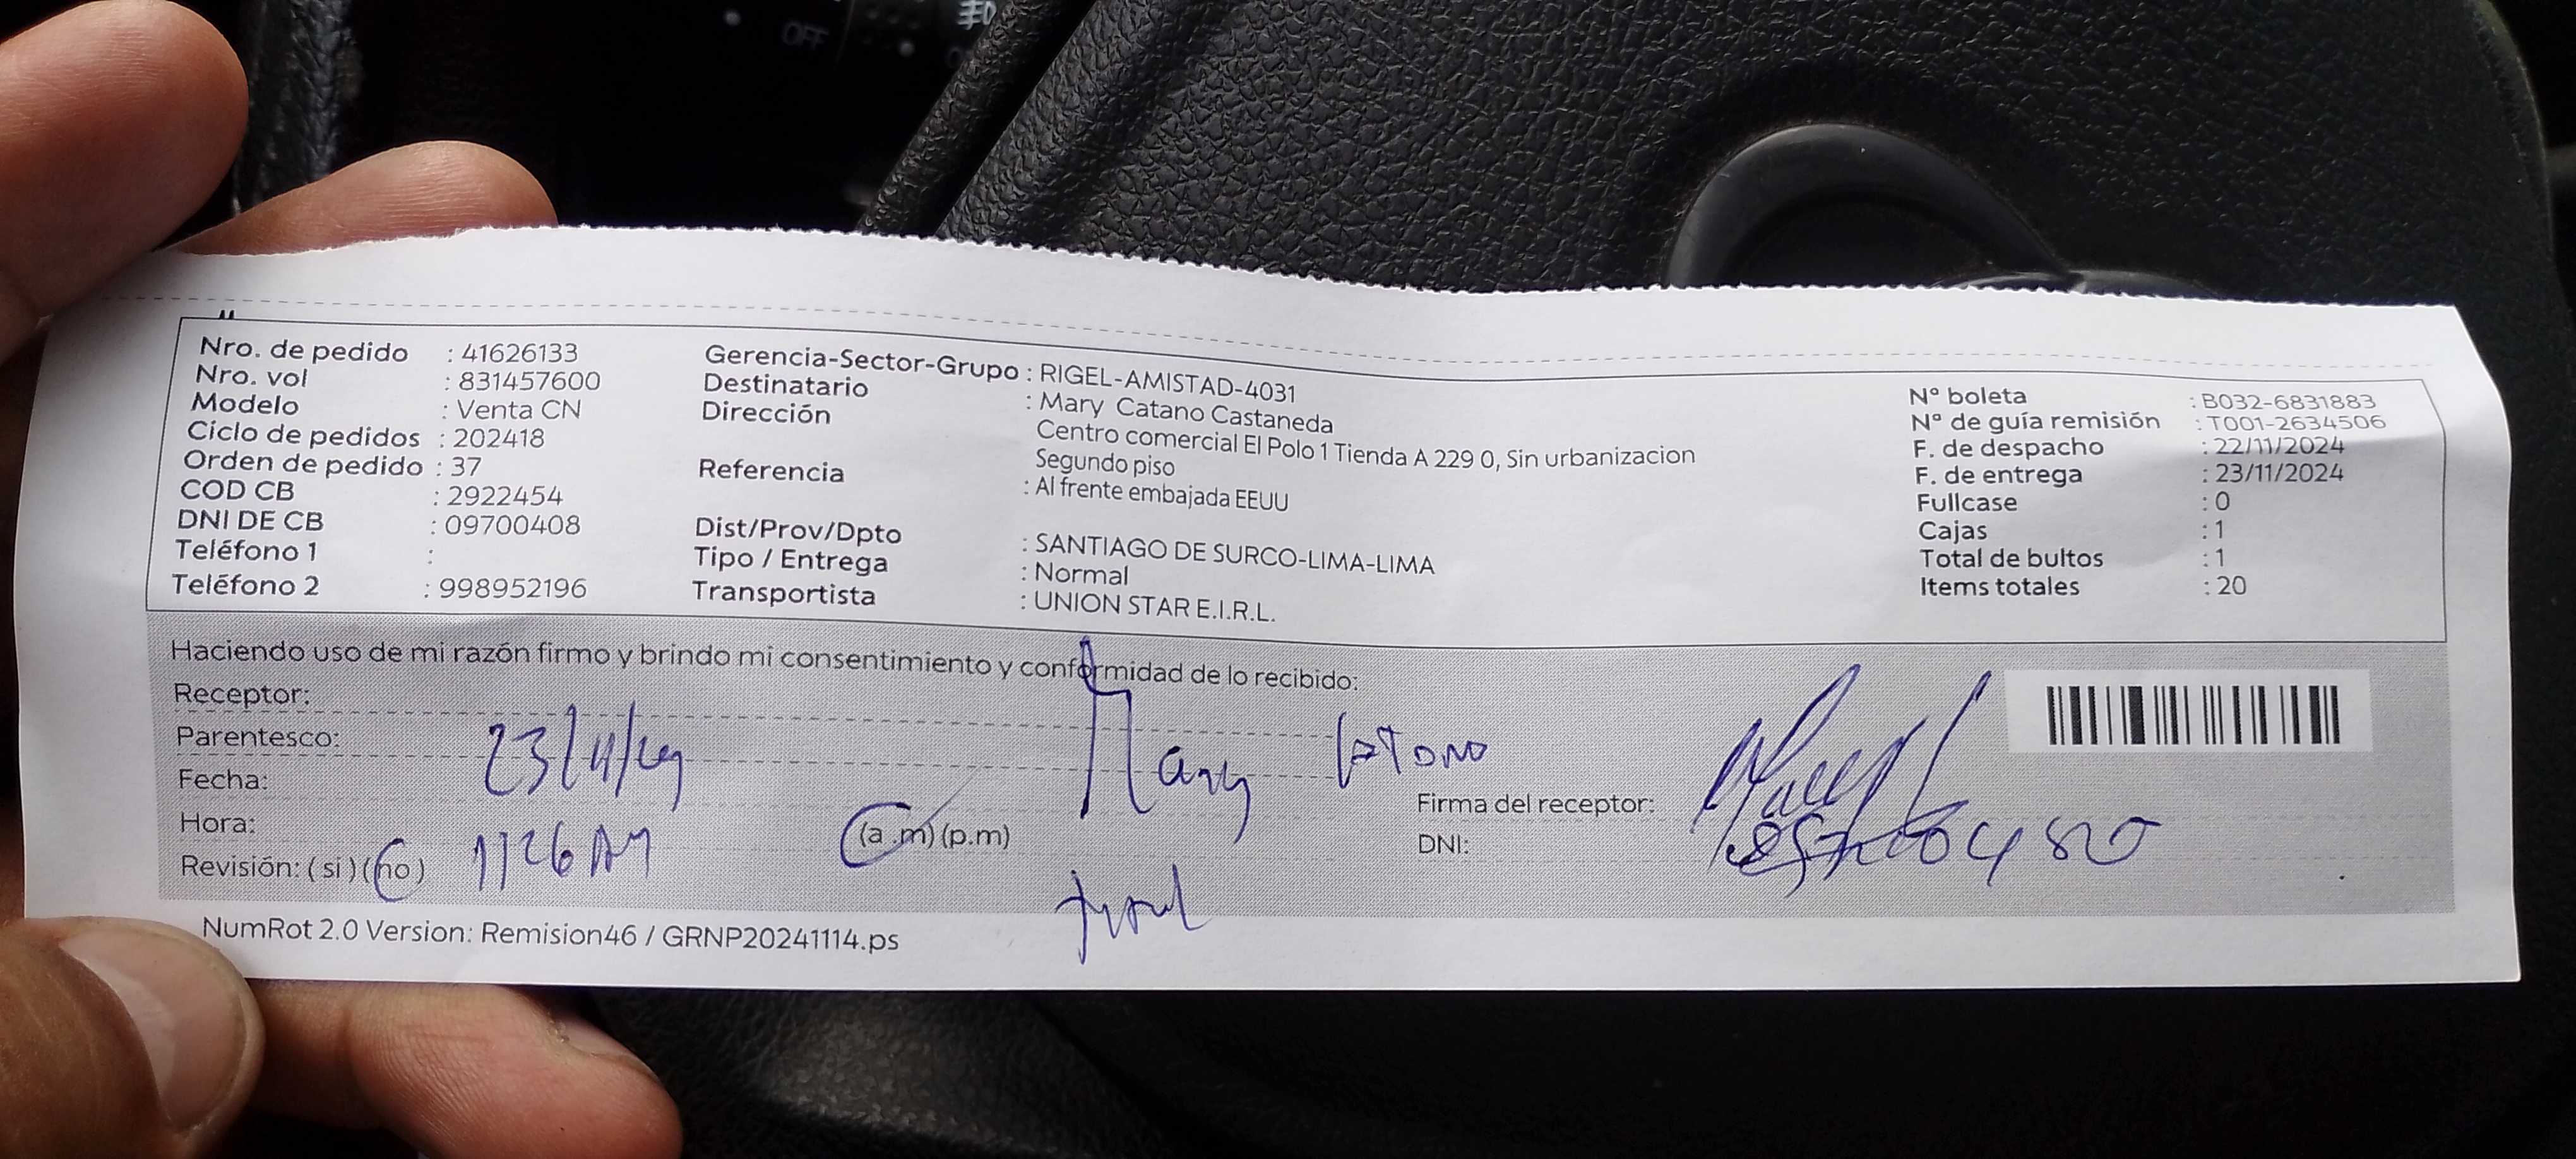 OFF
Nro. de pedido : 41626133
Nro. vol : 831457600
Modelo : Venta CN
Ciclo de pedidos : 202418
Orden de pedido : 37
COD CB : 2922454
DNI DE CB : 09700408
Teléfono 1 :
Teléfono 2 : 998952196
Gerencia-Sector-Grupo : RIGEL-AMISTAD-4031
Destinatario : Mary Catano Castaneda
Dirección : Centro comercial El Polo 1 Tienda A 229 0, Sin urbanizacion
Segundo piso
Referencia : Al frente embajada EEUU
Dist/Prov/Dpto : SANTIAGO DE SURCO-LIMA-LIMA
Tipo / Entrega : Normal
Transportista : UNION STAR E.I.R.L.
Nº boleta : B032-6831883
Nº de guía remisión : T001-2634506
F. de despacho : 22/11/2024
F. de entrega : 23/11/2024
Fullcase : 0
Cajas : 1
Total de bultos : 1
Items totales : 20
Haciendo uso de mi razón firmo y brindo mi consentimiento y conformidad de lo recibido:
Receptor:
Parentesco:
Mary Catano
Fecha: 23/11/24
Hora: 1126 AM (a.m) (p.m)
Revisión: ( si ) (no)
Firma del receptor:
DNI:
NumRot 2.0 Version: Remision46 / GRNP20241114.ps